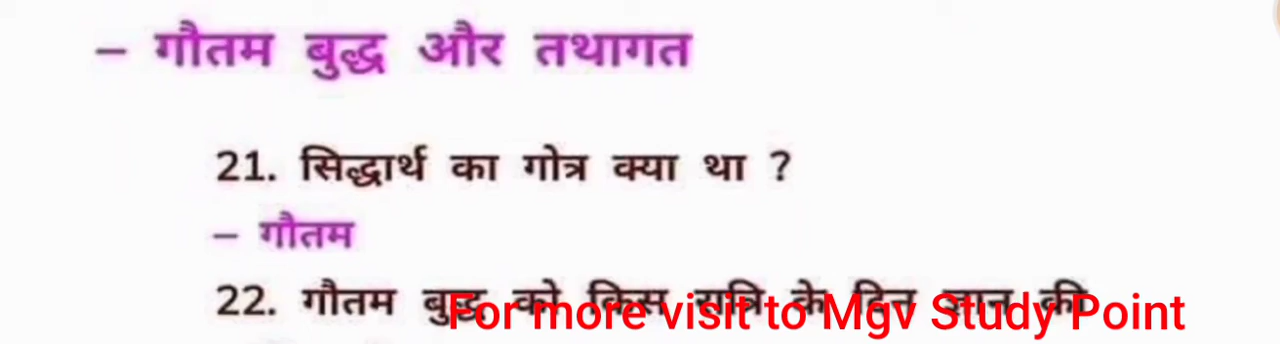 – गौतम बुद्ध और तथागत
21. सिद्धार्थ का गोत्र क्या था ?
– गौतम
22. गौतम बुद्ध को किस रात्रि के दिन ज्ञान की
For more visit to Mgv Study Point